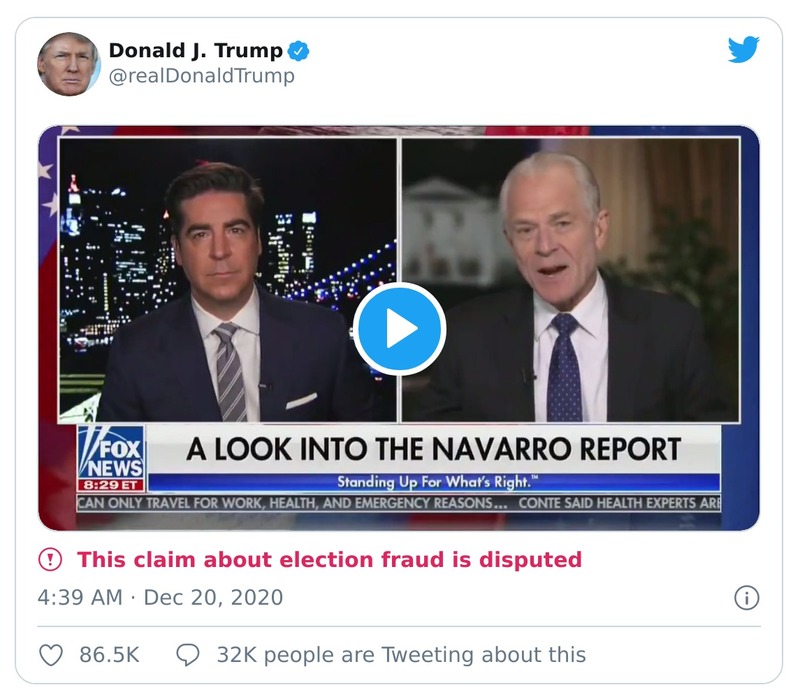 Donald J. Trump
@realDonaldTrump
A LOOK INTO THE NAVARRO REPORT
FOX
NEWS
8:29 ET
Standing Up For What's Right.™
CAN ONLY TRAVEL FOR WORK, HEALTH, AND EMERGENCY REASONS... CONTE SAID HEALTH EXPERTS ARE
This claim about election fraud is disputed
4:39 AM · Dec 20, 2020
86.5K 32K people are Tweeting about this